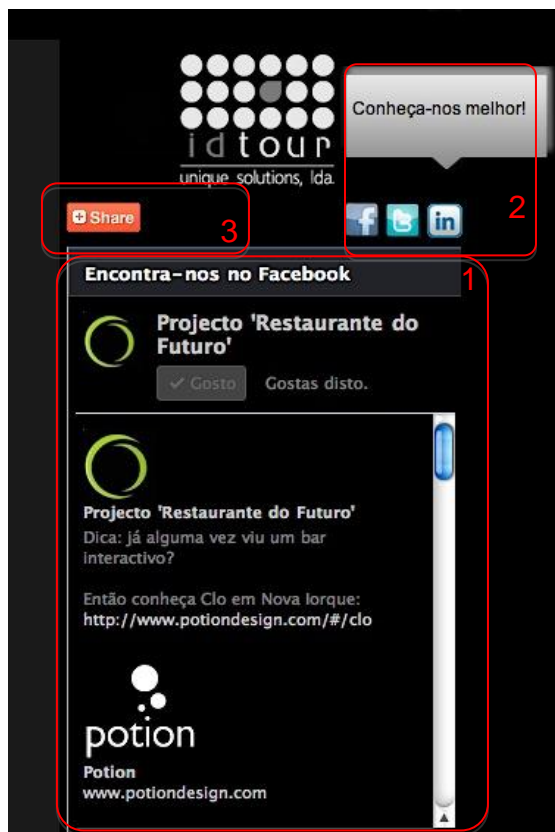 idtour
unique solutions, lda.
Conheça-nos melhor!
2
Share
3
f t in
1
Encontra-nos no Facebook
Projecto 'Restaurante do
Futuro'
Gosto Gostas disto.
Projecto 'Restaurante do Futuro'
Dica: já alguma vez viu um bar
interactivo?
Então conheça Clo em Nova Iorque:
http://www.potiondesign.com/#/clo
potion
Potion
www.potiondesign.com